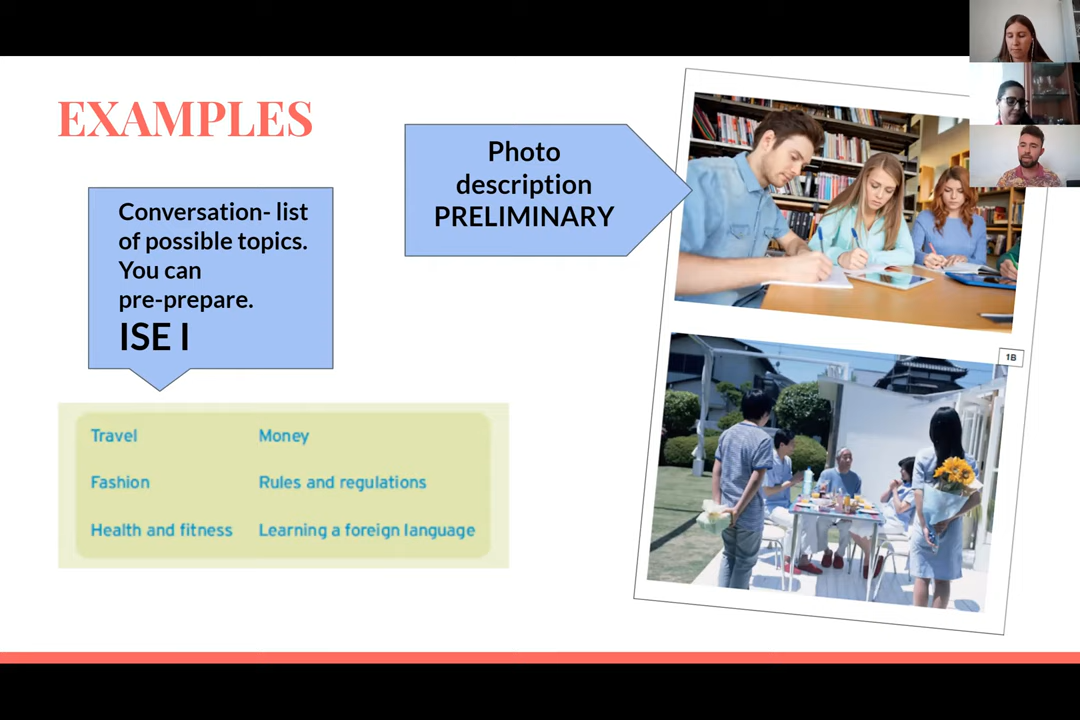 EXAMPLES
Conversation- list
of possible topics.
You can
pre-prepare.
ISE I
Photo
description
PRELIMINARY
1B
Travel Money
Fashion Rules and regulations
Health and fitness Learning a foreign language